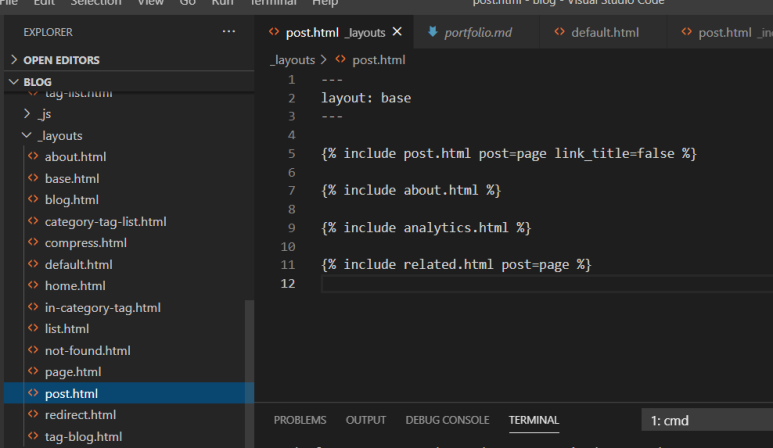 File Edit Selection View Go Run Terminal Help post.html - blog - Visual Studio Code
EXPLORER ···
post.html _layouts × portfolio.md default.html post.html
OPEN EDITORS
_layouts > post.html
BLOG
tag-list.html
_js
_layouts
about.html
base.html
blog.html
category-tag-list.html
compress.html
default.html
home.html
in-category-tag.html
list.html
not-found.html
page.html
post.html
redirect.html
tag-blog.html
1 ---
2 layout: base
3 ---
4
5 {% include post.html post=page link_title=false %}
6
7 {% include about.html %}
8
9 {% include analytics.html %}
10
11 {% include related.html post=page %}
12
PROBLEMS OUTPUT DEBUG CONSOLE TERMINAL 1: cmd